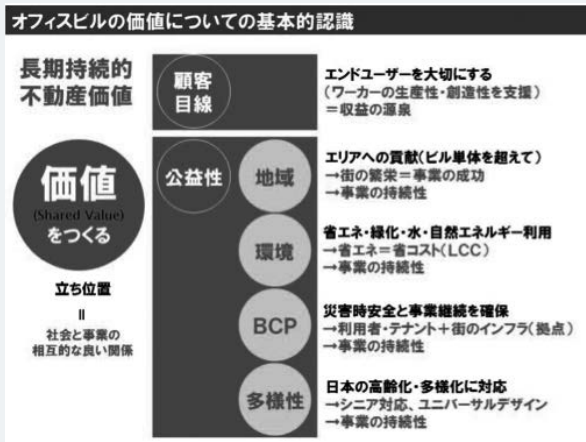 オフィスビルの価値についての基本的認識
長期持続的
不動産価値
価値
(Shared Value)
をつくる
立ち位置
＝
社会と事業の
相互的な良い関係
顧客
目線
エンドユーザーを大切にする
(ワーカーの生産性・創造性を支援)
＝収益の源泉
公益性
地域
エリアへの貢献(ビル単体を超えて)
→街の繁栄＝事業の成功
→事業の持続性
環境
省エネ・緑化・水・自然エネルギー利用
→省エネ＝省コスト(LCC)
→事業の持続性
BCP
災害時安全と事業継続を確保
→利用者・テナント＋街のインフラ(拠点)
→事業の持続性
多様性
日本の高齢化・多様化に対応
→シニア対応、ユニバーサルデザイン
→事業の持続性